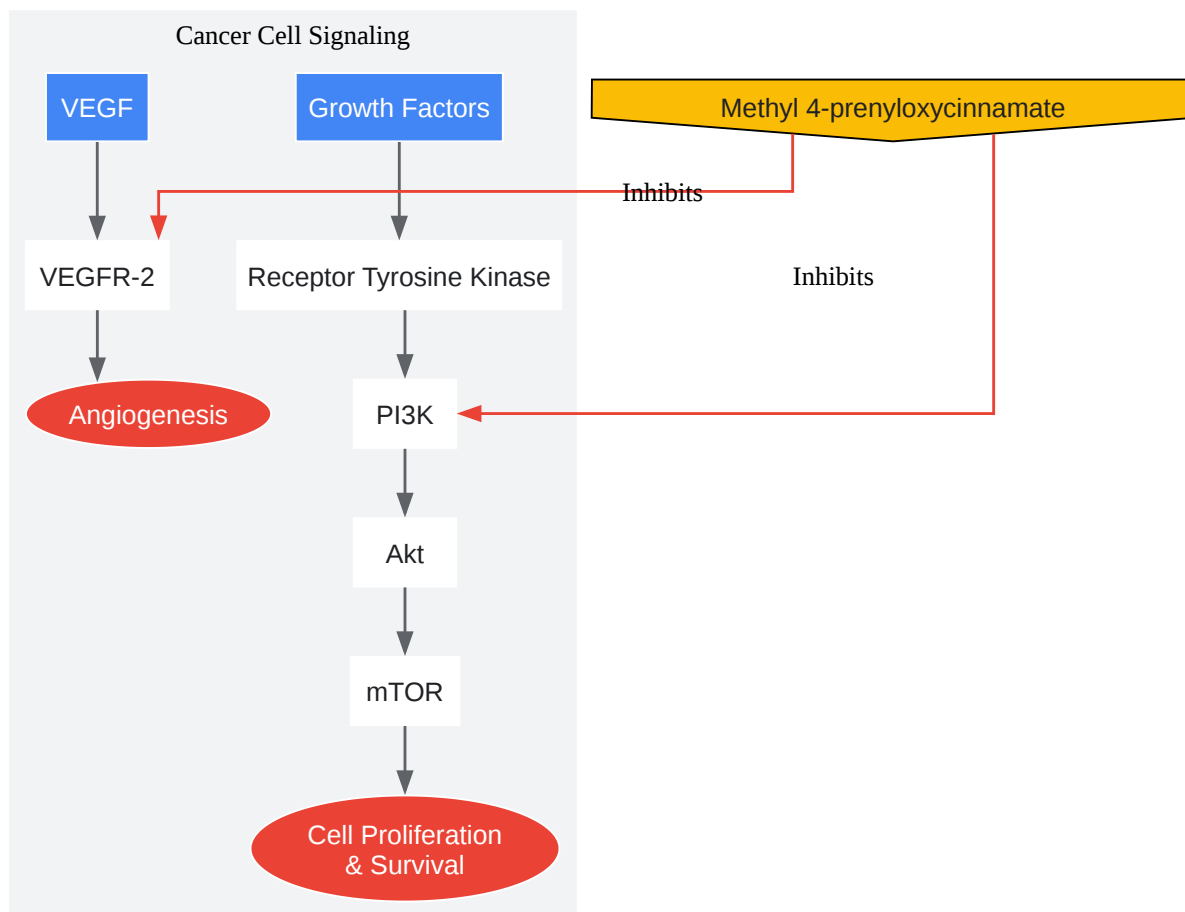 Cancer Cell Signaling
VEGF
Growth Factors
Methyl 4-prenyloxycinnamate
Inhibits
VEGFR-2
Receptor Tyrosine Kinase
Inhibits
Angiogenesis
PI3K
Akt
mTOR
Cell Proliferation
& Survival